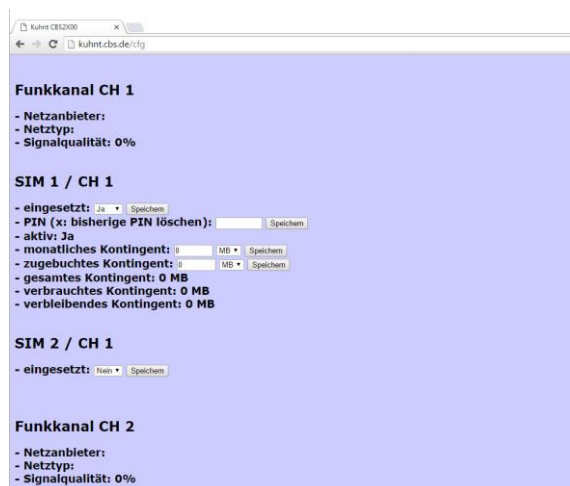 Kuhnt CBS2X00
kuhnt.cbs.de/cfg
Funkkanal CH 1
- Netzanbieter:
- Netztyp:
- Signalqualität: 0%
SIM 1 / CH 1
- eingesetzt: Ja Speichern
- PIN (x: bisherige PIN löschen): Speichern
- aktiv: Ja
- monatliches Kontingent: 0 MB Speichern
- zugebuchtes Kontingent: 0 MB Speichern
- gesamtes Kontingent: 0 MB
- verbrauchtes Kontingent: 0 MB
- verbleibendes Kontingent: 0 MB
SIM 2 / CH 1
- eingesetzt: Nein Speichern
Funkkanal CH 2
- Netzanbieter:
- Netztyp:
- Signalqualität: 0%